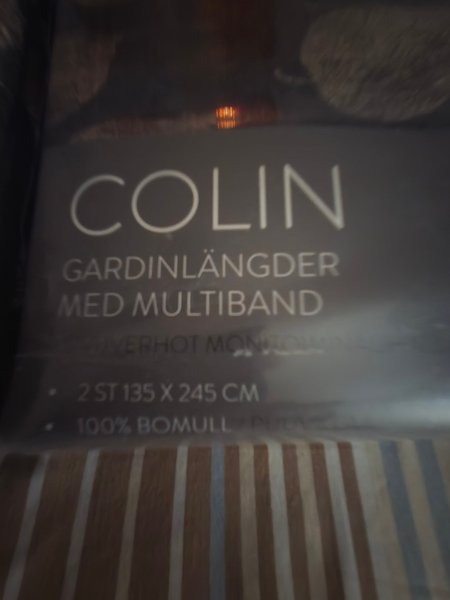 COLIN
GARDINLÄNGDER
MED MULTIBAND
• 2 ST 135 X 245 CM
• 100% BOMULL /